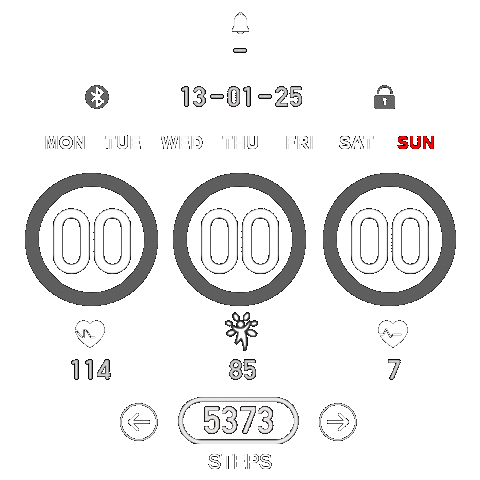 13-01-25
MON TUE WED THU FRI SAT SUN
00 00 00
114 85 7
5373
STEPS